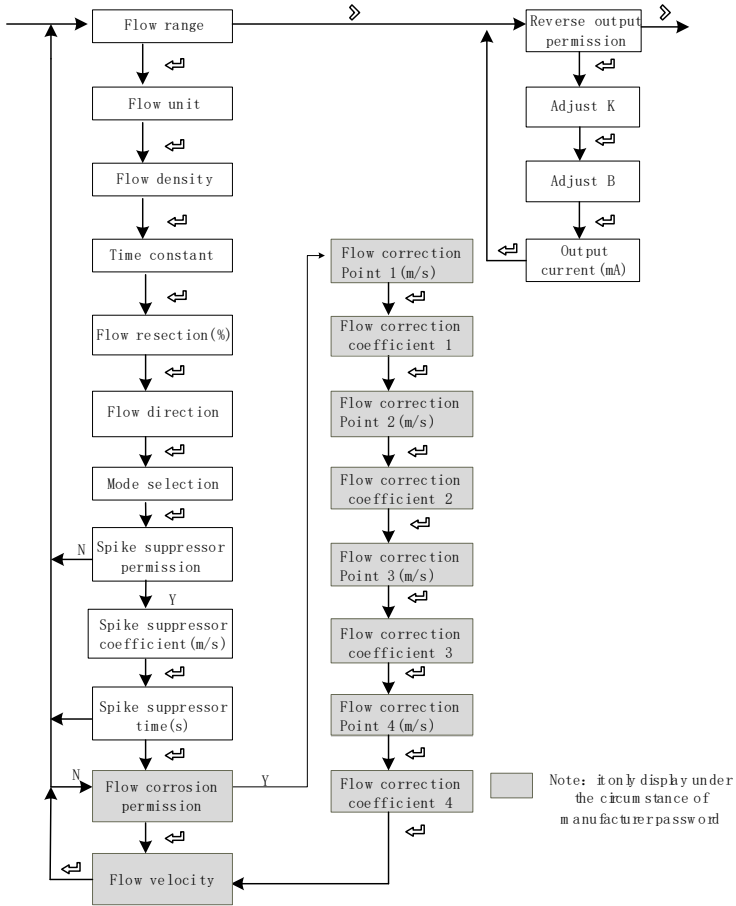 Flow range
Flow unit
Flow density
Time constant
Flow resection(%)
Flow direction
Mode selection
Spike suppressor
permission
N
Y
Spike suppressor
coefficient(m/s)
Spike suppressor
time(s)
N
Flow corrosion
permission
Y
Flow velocity
Flow correction
Point 1(m/s)
Flow correction
coefficient 1
Flow correction
Point 2(m/s)
Flow correction
coefficient 2
Flow correction
Point 3(m/s)
Flow correction
coefficient 3
Flow correction
Point 4(m/s)
Flow correction
coefficient 4
Reverse output
permission
Adjust K
Adjust B
Output
current(mA)
Note: it only display under
the circum stance of
manufacturer password